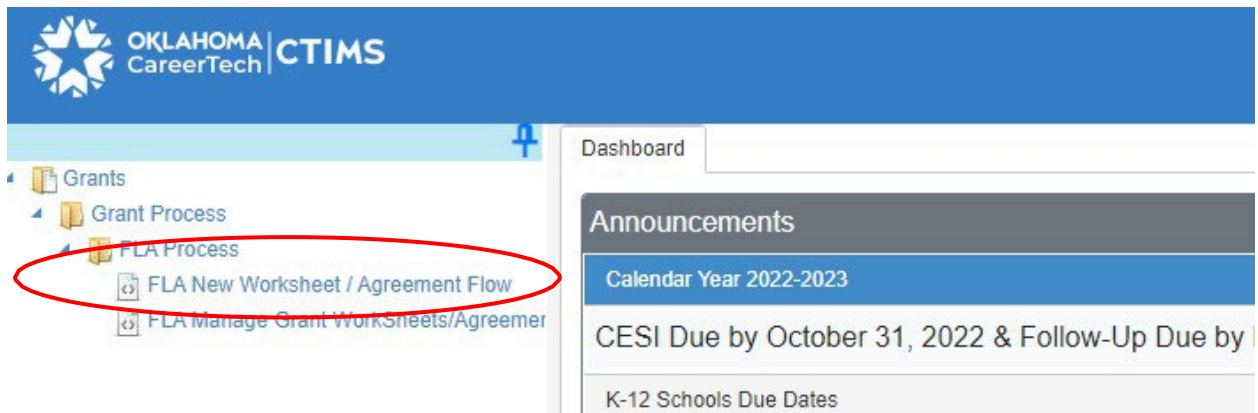 OKLAHOMA
CareerTech CTIMS
Grants
Grant Process
FLA Process
FLA New Worksheet / Agreement Flow
FLA Manage Grant WorkSheets/Agreemen
Dashboard
Announcements
Calendar Year 2022-2023
CESI Due by October 31, 2022 & Follow-Up Due by
K-12 Schools Due Dates